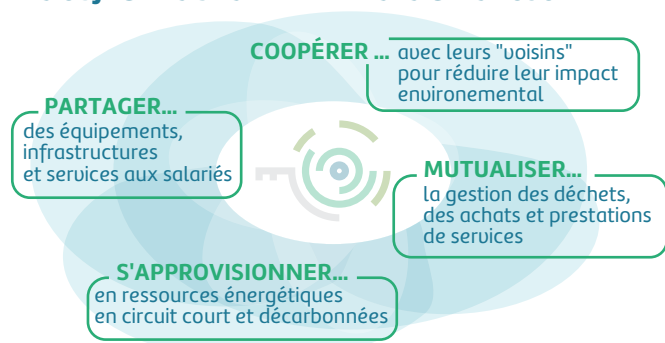 COOPÉRER ... avec leurs "voisins"
pour réduire leur impact
environemental
PARTAGER...
des équipements,
infrastructures
et services aux salariés
MUTUALISER...
la gestion des déchets,
des achats et prestations
de services
S'APPROVISIONNER...
en ressources énergétiques
en circuit court et décarbonnées